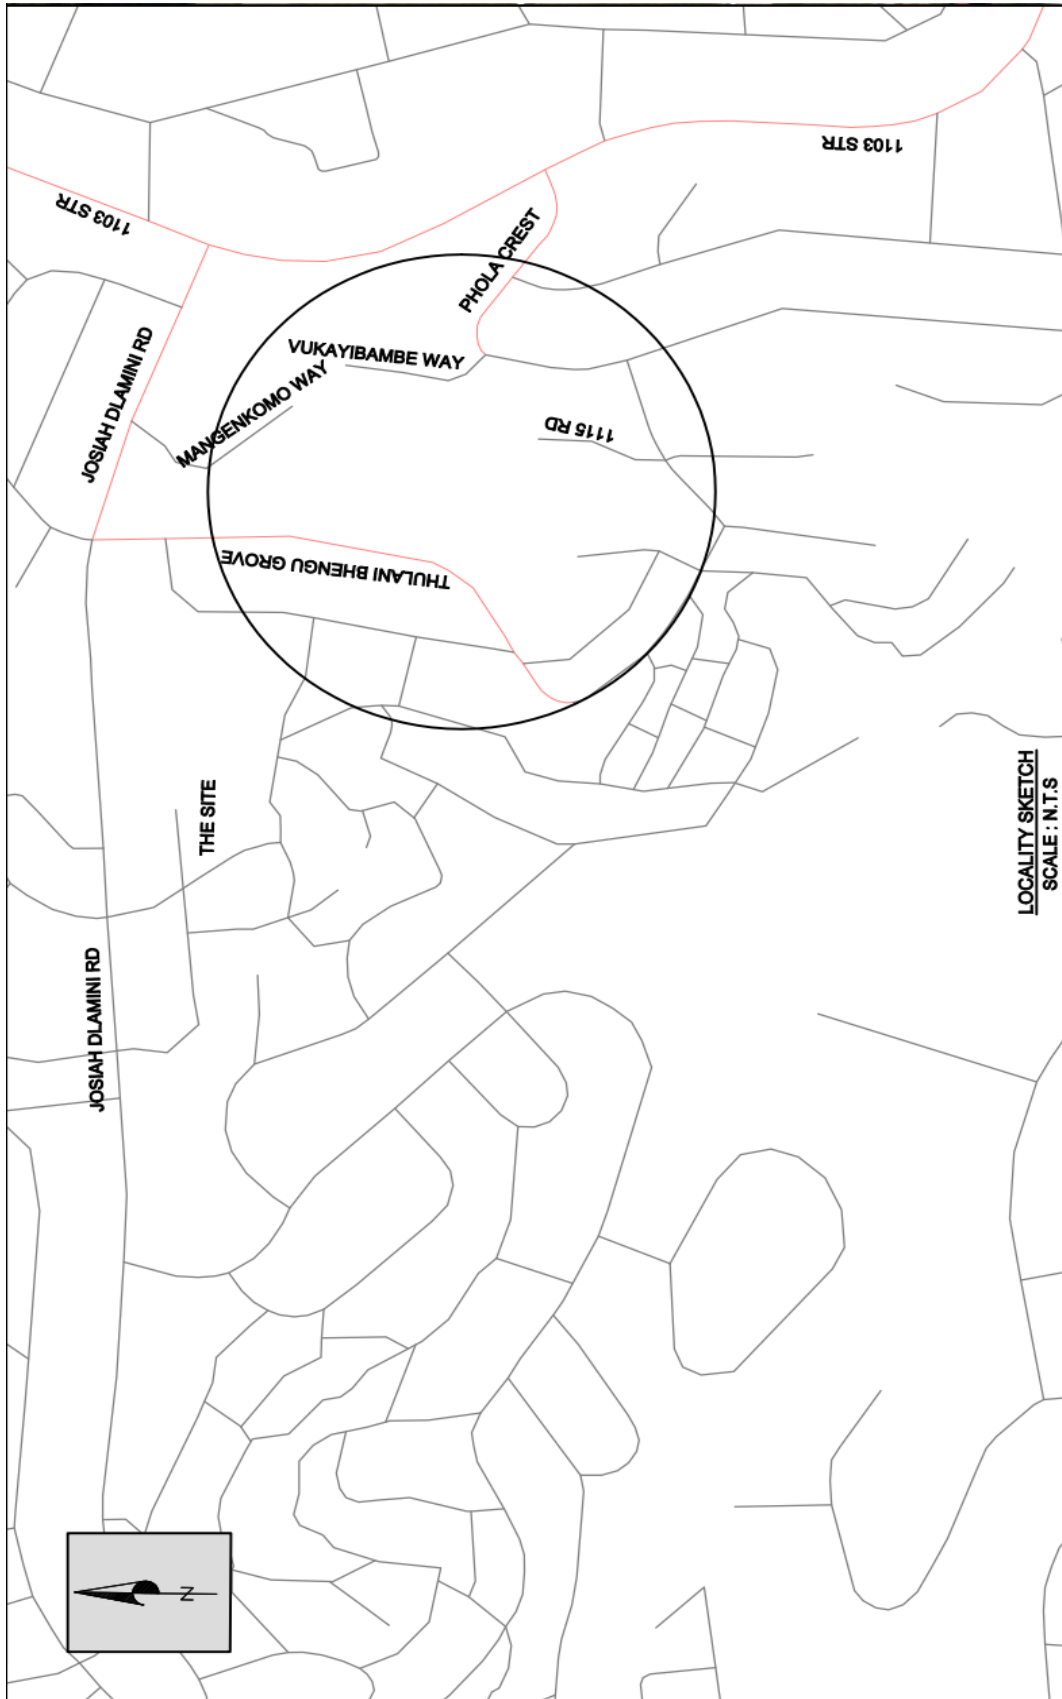 1103 STR
1103 STR
PHOLA CREST
JOSIAH DLAMINI RD
VUKAYIBAMBE WAY
MANGENKOMO WAY
1115 RD
THULANI BHENGU GROVE
THE SITE
JOSIAH DLAMINI RD
LOCALITY SKETCH
SCALE : N.T.S
N